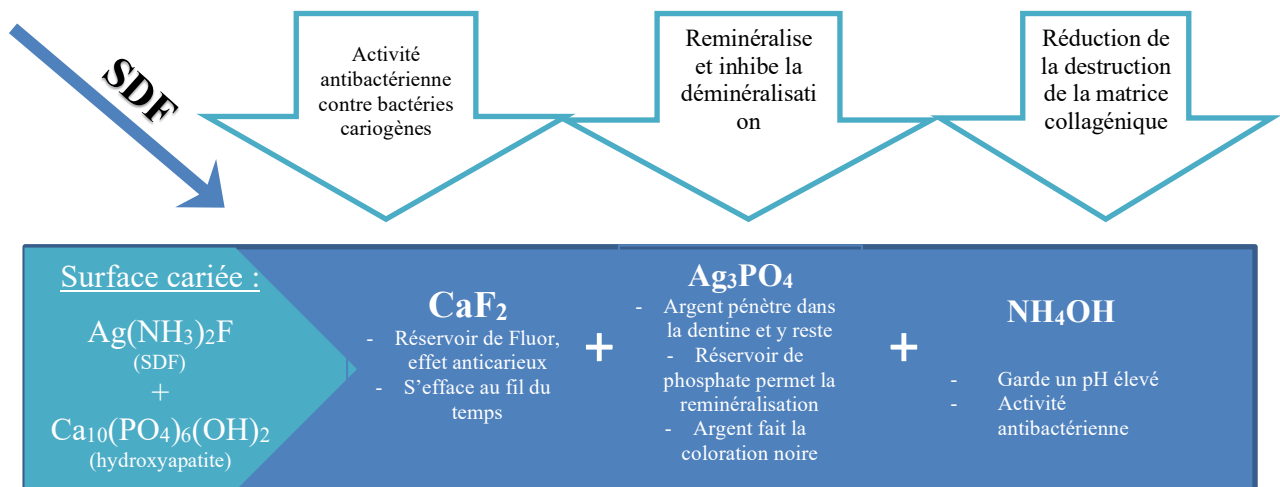 SDF
Activité
antibactérienne
contre bactéries
cariogènes
Reminéralise
et inhibe la
déminéralisati
on
Réduction de
la destruction
de la matrice
collagénique
Surface cariée :
Ag(NH₃)₂F
(SDF)
+
Ca₁₀(PO₄)₆(OH)₂
(hydroxyapatite)
CaF₂
- Réservoir de Fluor,
effet anticarieux
- S’efface au fil du
temps
+
Ag₃PO₄
- Argent pénètre dans
la dentine et y reste
- Réservoir de
phosphate permet la
reminéralisation
- Argent fait la
coloration noire
+
NH₄OH
- Garde un pH élevé
- Activité
antibactérienne